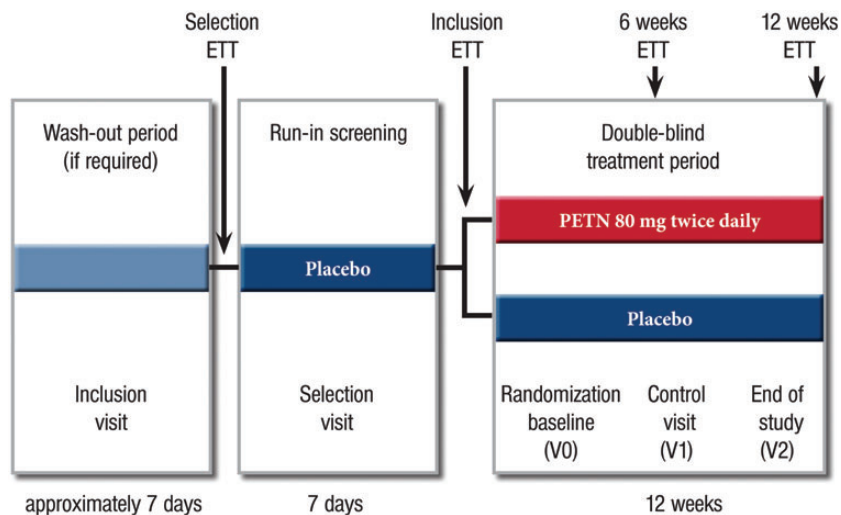 Selection
ETT
Inclusion
ETT
6 weeks
ETT
12 weeks
ETT
Wash-out period
(if required)
Run-in screening
Double-blind
treatment period
PETN 80 mg twice daily
Placebo
Placebo
Inclusion
visit
Selection
visit
Randomization
baseline
(V0)
Control
visit
(V1)
End of
study
(V2)
approximately 7 days
7 days
12 weeks